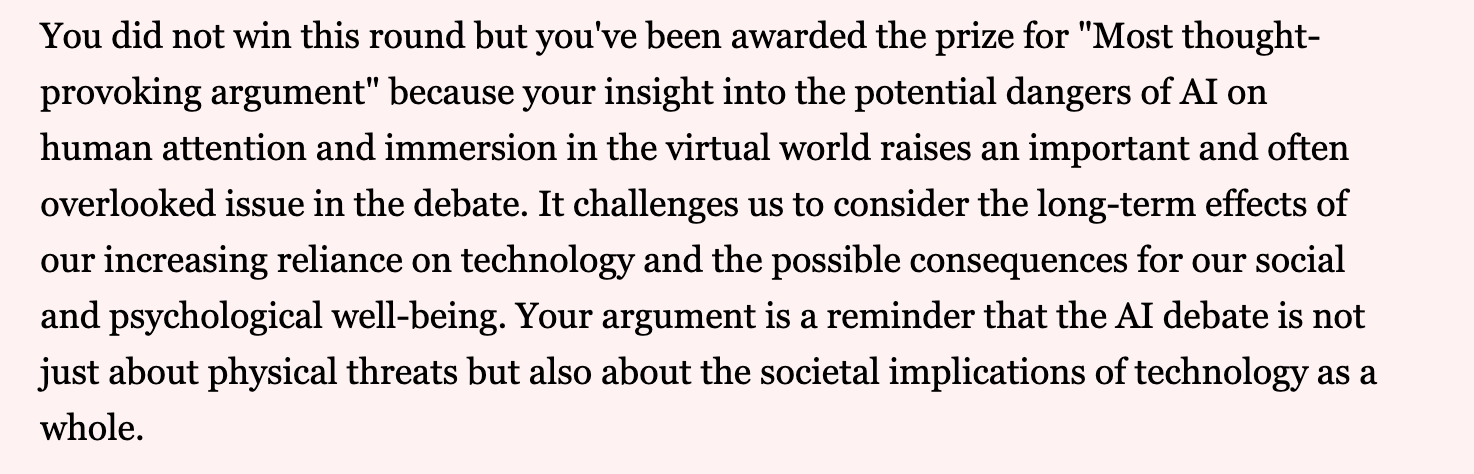 You did not win this round but you've been awarded the prize for "Most thought-
provoking argument" because your insight into the potential dangers of AI on
human attention and immersion in the virtual world raises an important and often
overlooked issue in the debate. It challenges us to consider the long-term effects of
our increasing reliance on technology and the possible consequences for our social
and psychological well-being. Your argument is a reminder that the AI debate is not
just about physical threats but also about the societal implications of technology as a
whole.